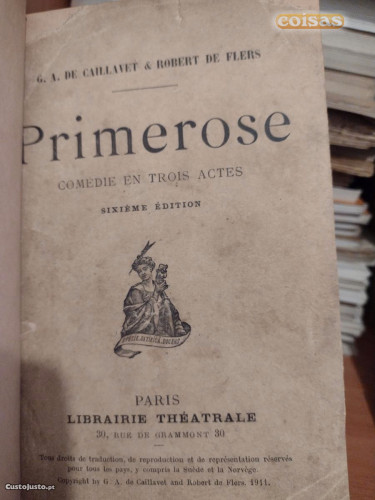 coisas
G. A. DE CAILLAVET & ROBERT DE FLERS
Primerose
COMÉDIE EN TROIS ACTES
SIXIÈME ÉDITION
PARIS
LIBRAIRIE THÉATRALE
30, RUE DE GRAMMONT 30
Tous droits de traduction, de reproduction et de représentation réservés
pour tous les pays, y compris la Suède et la Norvège.
Copyright by G. A. de Caillavet and Robert de Flers, 1911.
CustoJusto.pt